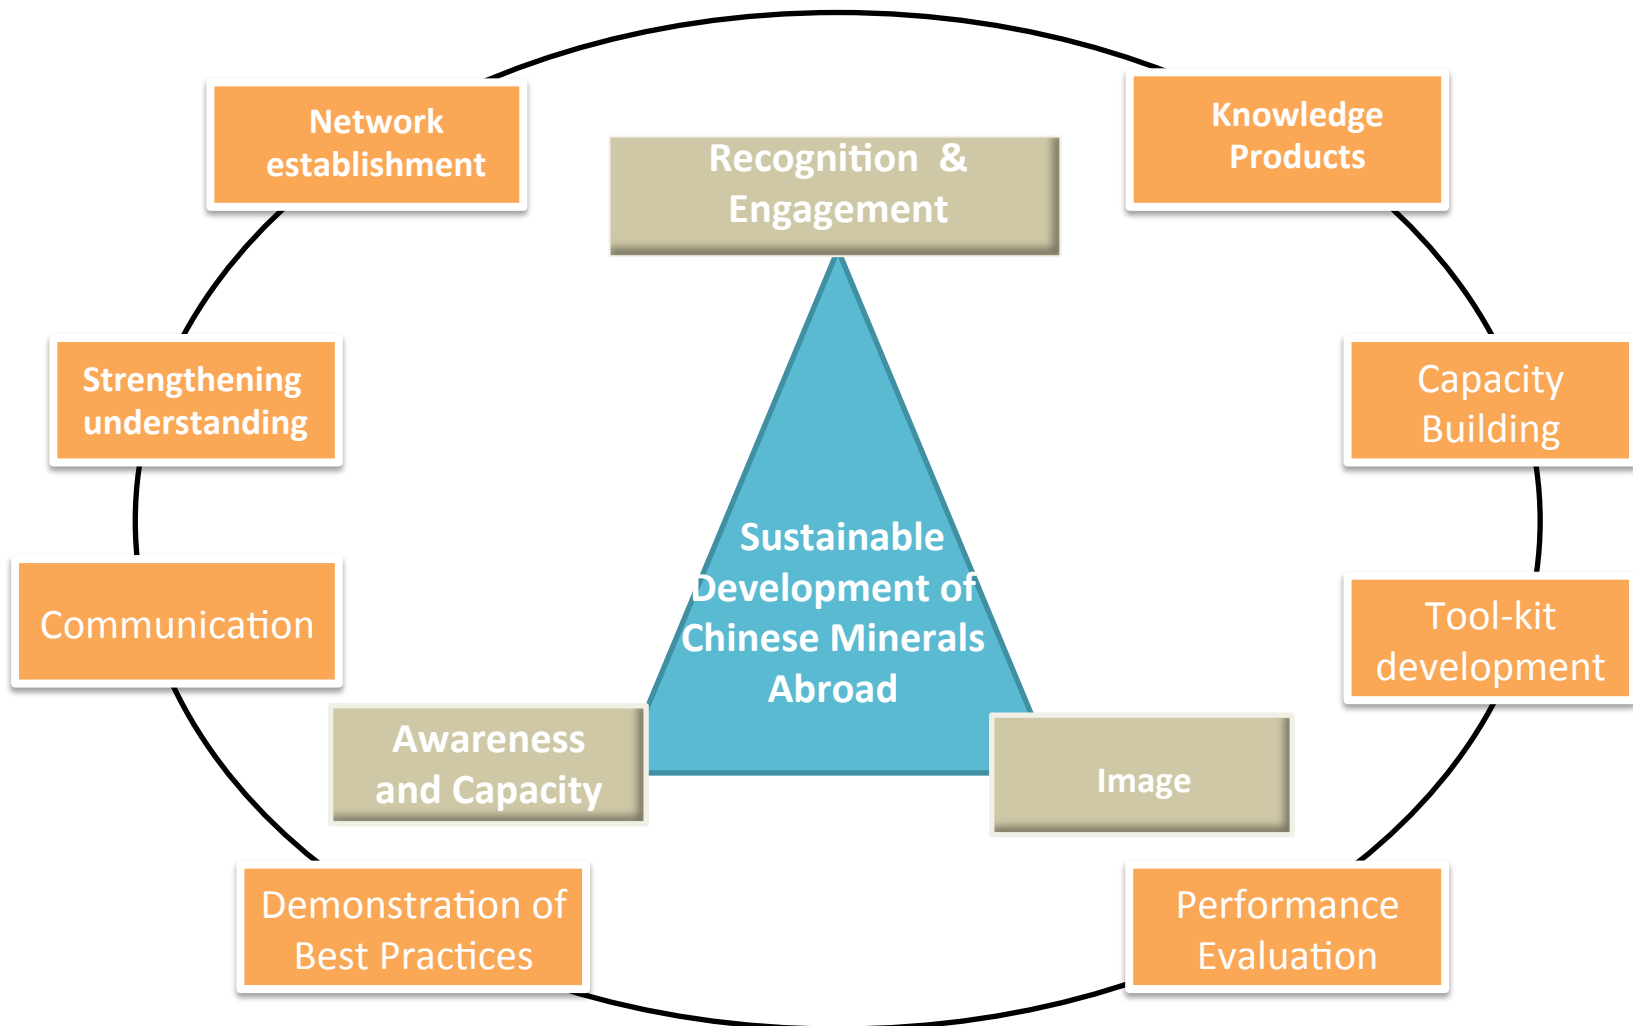 Network
establishment
Knowledge
Products
Recognition & 
Engagement
Strengthening
understanding
Capacity
Building
Sustainable
Development of
Chinese Minerals
Abroad
Communication
Tool-kit
development
Awareness
and Capacity
Image
Demonstration of
Best Practices
Performance
Evaluation